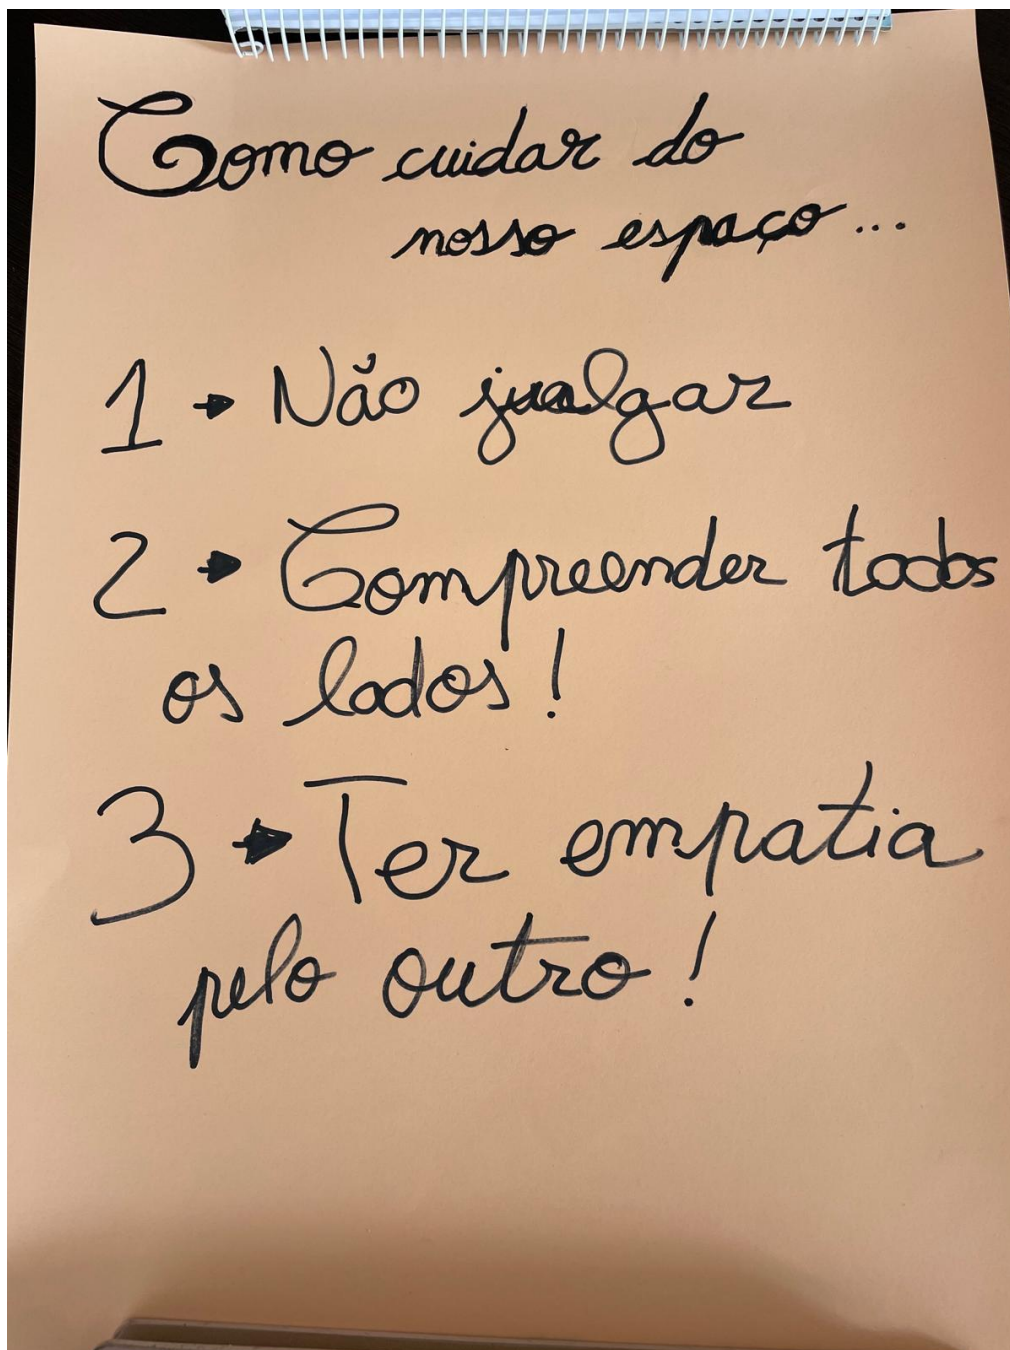 Como cuidar do
nosso espaço...
1 → Não julgar
2 → Compreender todos
os lados!
3 → Ter empatia
pelo outro!